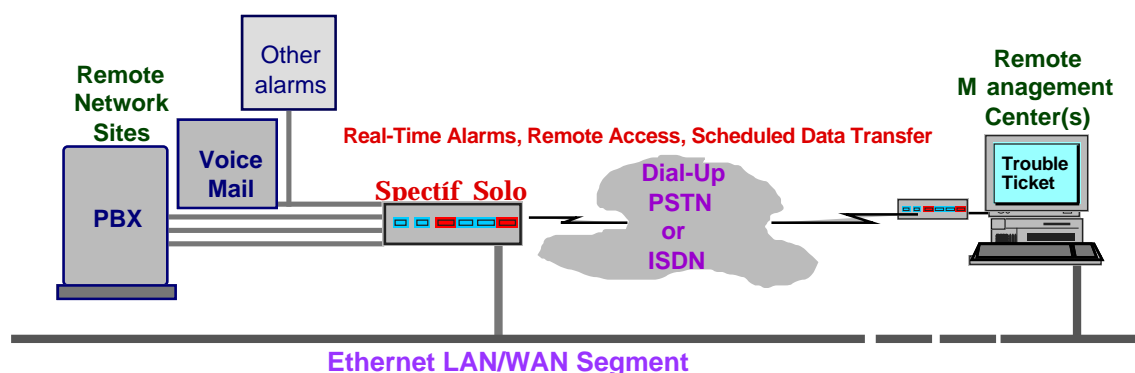 Other
alarms
Remote
Network
Sites
Voice
Mail
PBX
Real-Time Alarms, Remote Access, Scheduled Data Transfer
Spectíf Solo
Dial-Up
PSTN
or
ISDN
Remote
M anagement
Center(s)
Trouble
Ticket
Ethernet LAN/WAN Segment